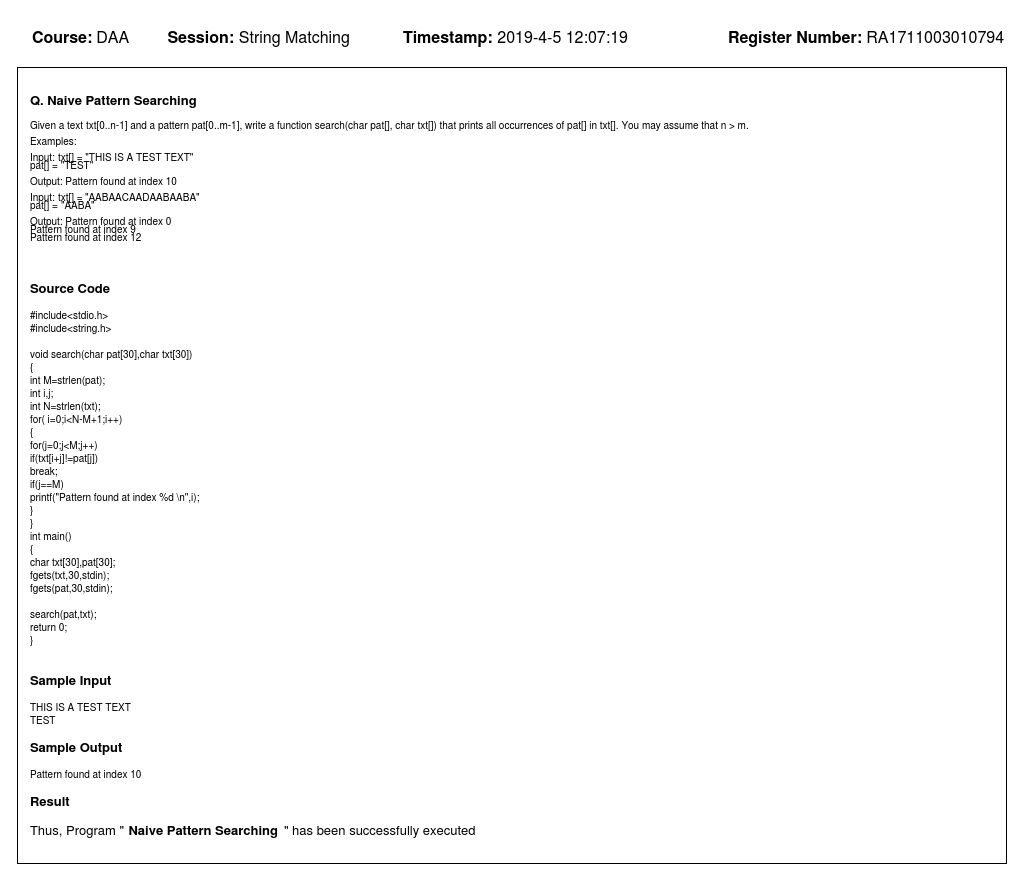 Course: DAA Session: String Matching Timestamp: 2019-4-5 12:07:19 Register Number: RA1711003010794
Q. Naive Pattern Searching
Given a text txt[0..n-1] and a pattern pat[0..m-1], write a function search(char pat[], char txt[]) that prints all occurrences of pat[] in txt[]. You may assume that n > m.
Examples:
Input: txt[] = "THIS IS A TEST TEXT"
pat[] = "TEST"
Output: Pattern found at index 10
Input: txt[] = "AABAACAADAABAABA"
pat[] = "AABA"
Output: Pattern found at index 0
Pattern found at index 9
Pattern found at index 12
Source Code
#include<stdio.h>
#include<string.h>
void search(char pat[30],char txt[30])
{
int M=strlen(pat);
int i,j;
int N=strlen(txt);
for( i=0;i<N-M+1;i++)
{
for(j=0;j<M;j++)
if(txt[i+j]!=pat[j])
break;
if(j==M)
printf("Pattern found at index %d \n",i);
}
}
int main()
{
char txt[30],pat[30];
fgets(txt,30,stdin);
fgets(pat,30,stdin);
search(pat,txt);
return 0;
}
Sample Input
THIS IS A TEST TEXT
TEST
Sample Output
Pattern found at index 10
Result
Thus, Program " Naive Pattern Searching " has been successfully executed